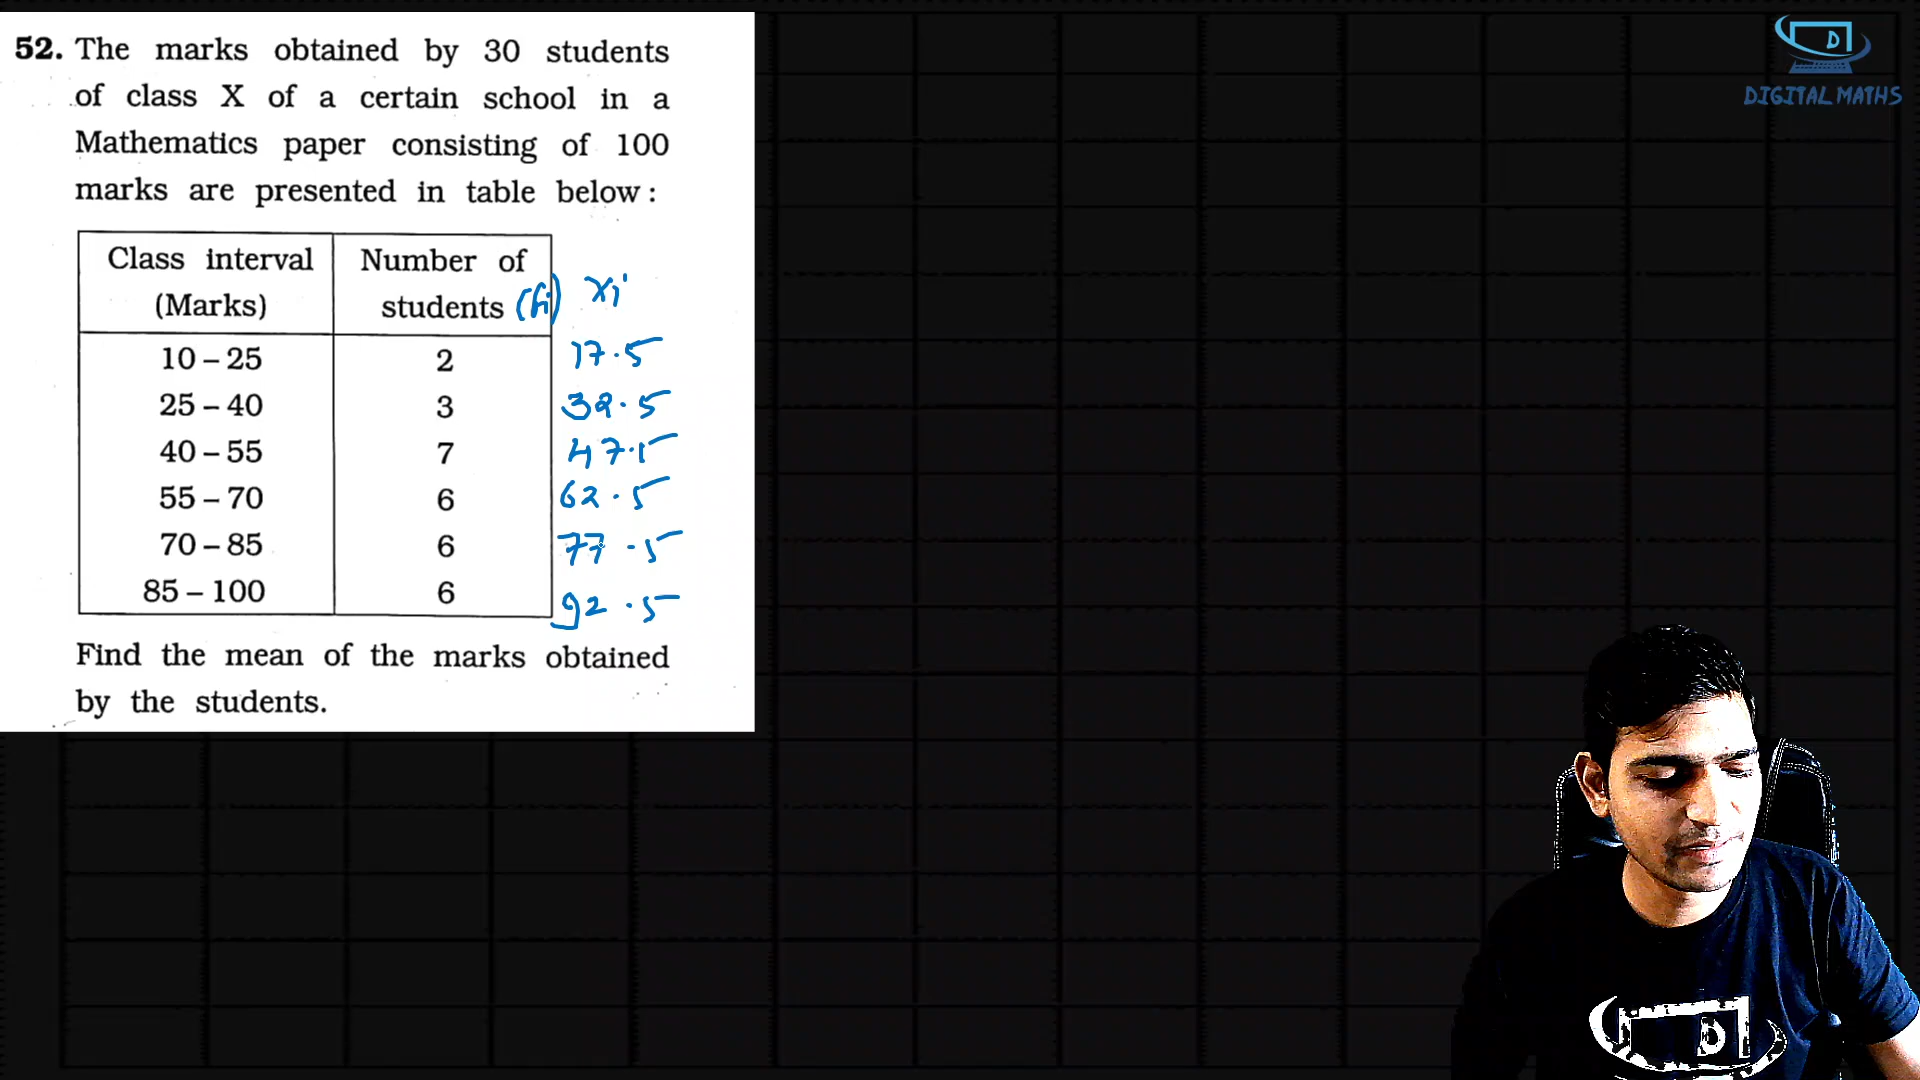 52. The marks obtained by 30 students
of class X of a certain school in a
Mathematics paper consisting of 100
marks are presented in table below :
Class interval (Marks) Number of students (fi) xi
10 – 25 2 17.5
25 – 40 3 32.5
40 – 55 7 47.5
55 – 70 6 62.5
70 – 85 6 77.5
85 – 100 6 92.5
Find the mean of the marks obtained
by the students.
D
DIGITAL MATHS
D